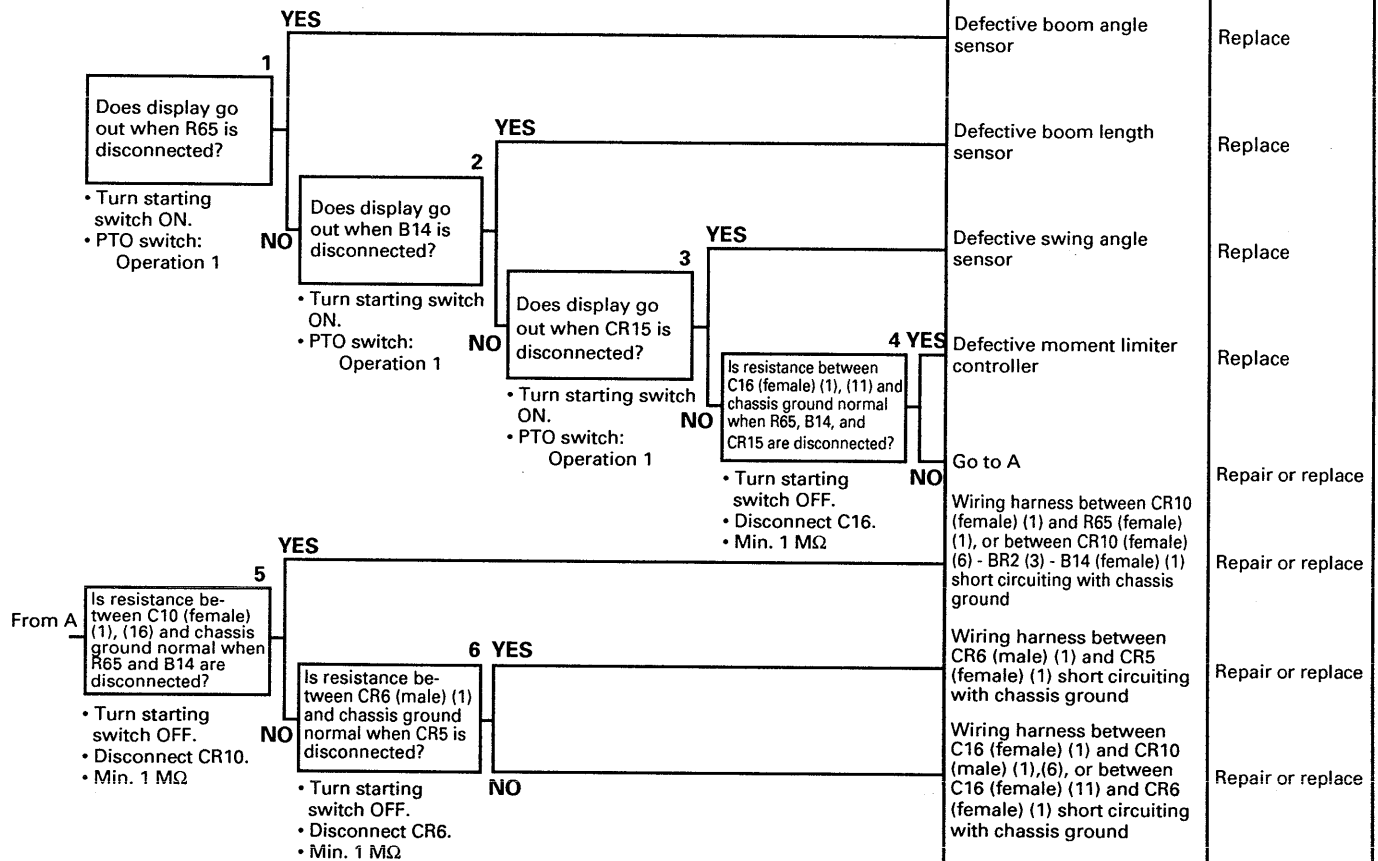 YES
1
Does display go
out when R65 is
disconnected?
• Turn starting
switch ON.
• PTO switch:
Operation 1
NO
YES
2
Does display go
out when B14 is
disconnected?
• Turn starting switch
ON.
• PTO switch:
Operation 1
NO
YES
3
Does display go
out when CR15 is
disconnected?
• Turn starting switch
ON.
• PTO switch:
Operation 1
NO
4 YES
Is resistance between
C16 (female) (1), (11) and
chassis ground normal
when R65, B14, and
CR15 are disconnected?
• Turn starting
switch OFF.
• Disconnect C16.
• Min. 1 MΩ
NO
Defective boom angle
sensor
Replace
Defective boom length
sensor
Replace
Defective swing angle
sensor
Replace
Defective moment limiter
controller
Replace
Go to A
Repair or replace
From A
YES
5
Is resistance be-
tween C10 (female)
(1), (16) and chassis
ground normal when
R65 and B14 are
disconnected?
• Turn starting
switch OFF.
• Disconnect CR10.
• Min. 1 MΩ
NO
6 YES
Is resistance be-
tween CR6 (male) (1)
and chassis ground
normal when CR5 is
disconnected?
• Turn starting
switch OFF.
• Disconnect CR6.
• Min. 1 MΩ
NO
Wiring harness between CR10
(female) (1) and R65 (female)
(1), or between CR10 (female)
(6) - BR2 (3) - B14 (female) (1)
short circuiting with chassis
ground
Repair or replace
Wiring harness between
CR6 (male) (1) and CR5
(female) (1) short circuiting
with chassis ground
Repair or replace
Wiring harness between
C16 (female) (1) and CR10
(male) (1),(6), or between
C16 (female) (11) and CR6
(female) (1) short circuiting
with chassis ground
Repair or replace